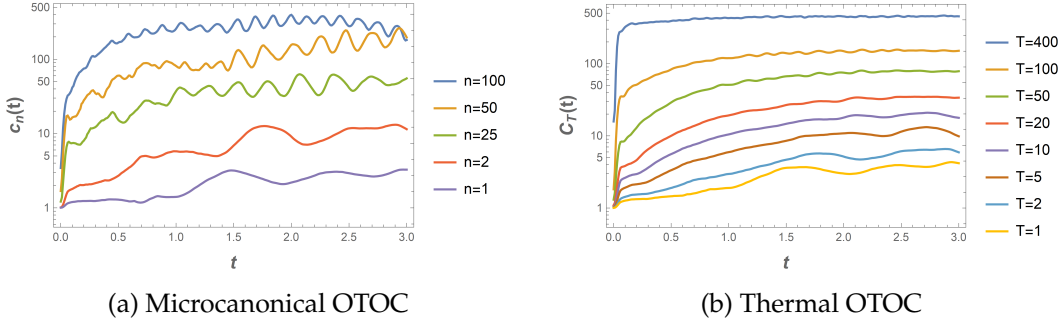 500
100
50
10
5
1
c_n(t)
0.0 0.5 1.0 1.5 2.0 2.5 3.0
t
n=100
n=50
n=25
n=2
n=1
(a) Microcanonical OTOC
500
100
50
10
5
1
C_T(t)
0.0 0.5 1.0 1.5 2.0 2.5 3.0
t
T=400
T=100
T=50
T=20
T=10
T=5
T=2
T=1
(b) Thermal OTOC